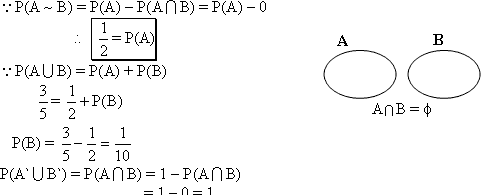 ∵ P(A ~ B) = P(A) – P(A ⋂ B) = P(A) – 0
∴ 1/2 = P(A)
∵ P(A ⋃ B) = P(A) + P(B)
3/5 = 1/2 + P(B)
P(B) = 3/5 – 1/2 = 1/10
P(A` ⋃ B`) = P(A ⋂ B) = 1 – P(A ⋂ B)
= 1 – 0 = 1
A B
A ⋂ B = ϕ